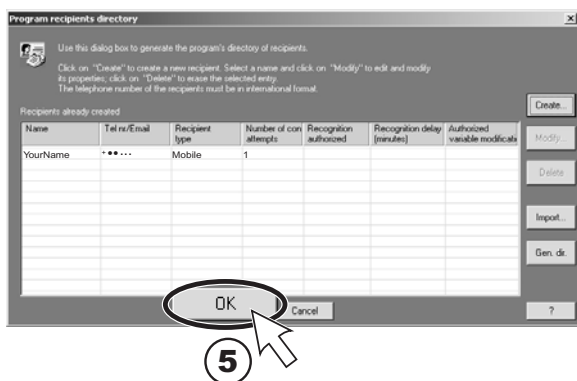 Program recipients directory
Use this dialog box to generate the program's directory of recipients.
Click on "Create" to create a new recipient. Select a name and click on "Modify" to edit and modify
its properties; click on "Delete" to erase the selected entry.
The telephone number of the recipients must be in international format.
Recipients already created
Create...
Modify...
Delete
Import...
Gen. dir.
Name Tel nr/Email Recipient type Number of con attempts Recognition authorized Recognition delay (minutes) Authorized variable modificati
YourName +••··· Mobile 1
OK
Cancel
?
5